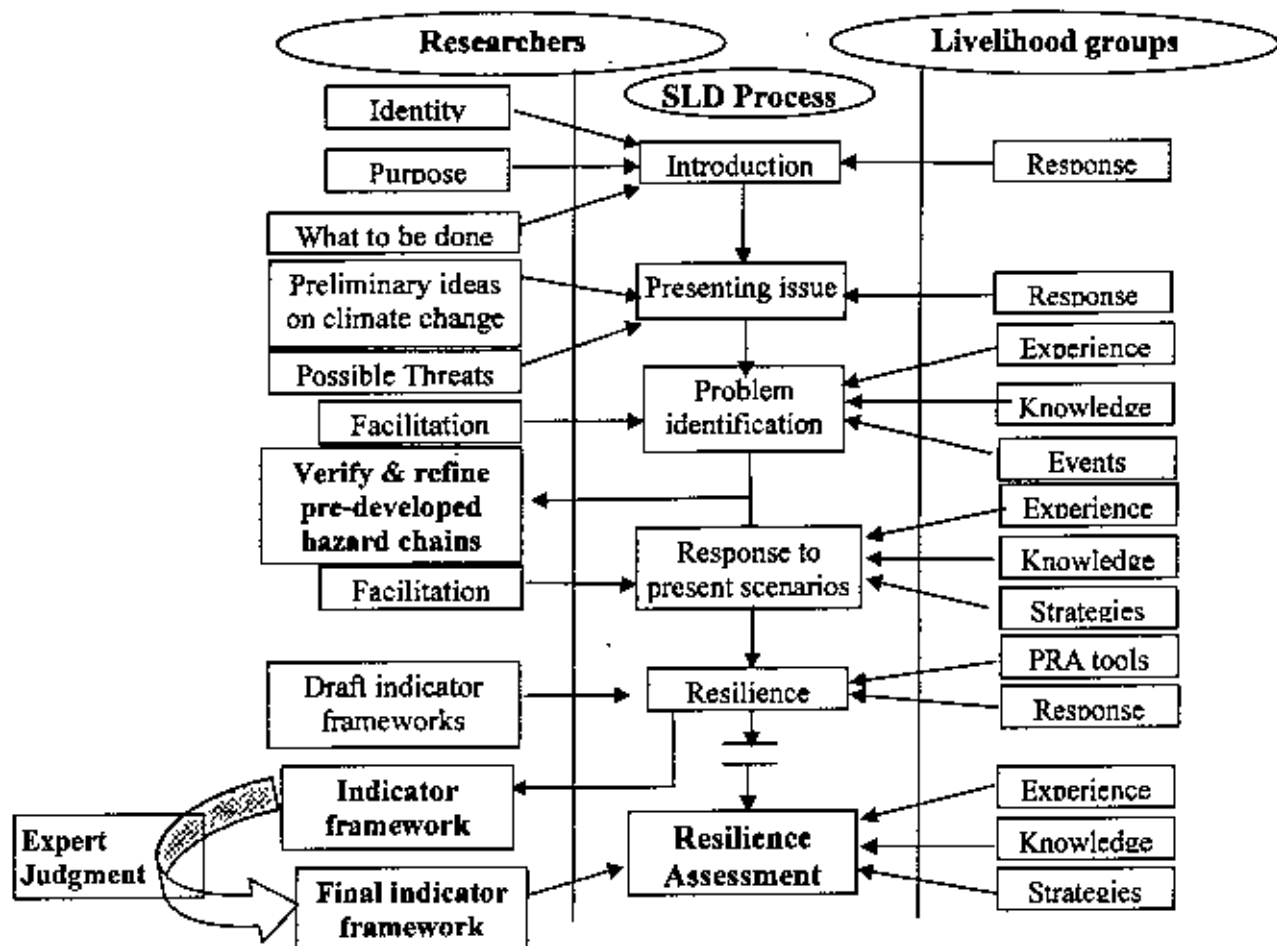 Researchers
Livelihood groups
SLD Process
Identity
Purpose
Introduction
Response
What to be done
Preliminary ideas
on climate change
Presenting issue
Response
Possible Threats
Experience
Problem
identification
Knowledge
Facilitation
Events
Verify & refine
pre-developed
hazard chains
Experience
Response to
present scenarios
Knowledge
Facilitation
Strategies
PRA tools
Draft indicator
frameworks
Resilience
Response
Indicator
framework
Experience
Expert
Judgment
Resilience
Assessment
Knowledge
Final indicator
framework
Strategies